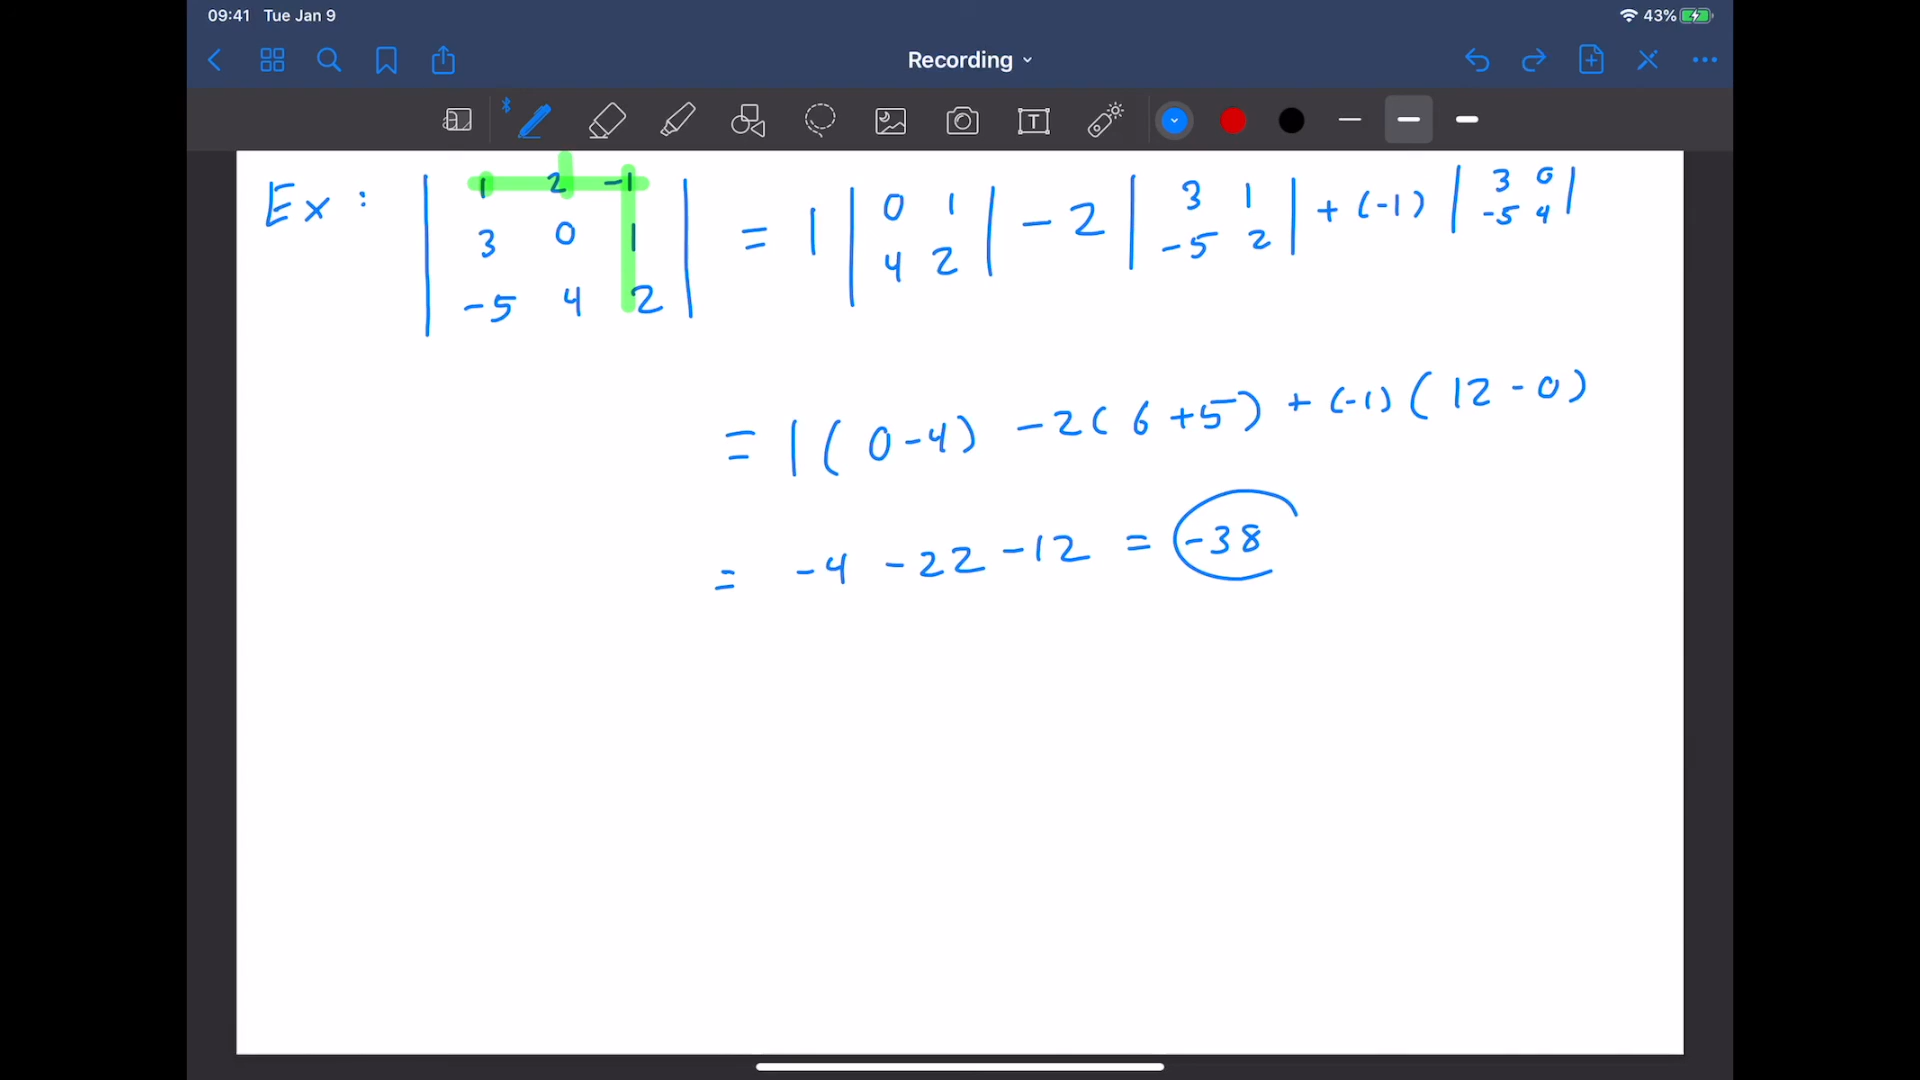 09:41 Tue Jan 9 43%
Recording
T
Ex : | 1 2 -1 | = 1 | 0 1 | - 2 | 3 1 | + (-1) | 3 0 |
| 3 0 1 | | 4 2 | | -5 2 | | -5 4 |
| -5 4 2 |
= 1 ( 0 - 4 ) - 2 ( 6 + 5 ) + (-1) ( 12 - 0 )
= - 4 - 22 - 12 = -38